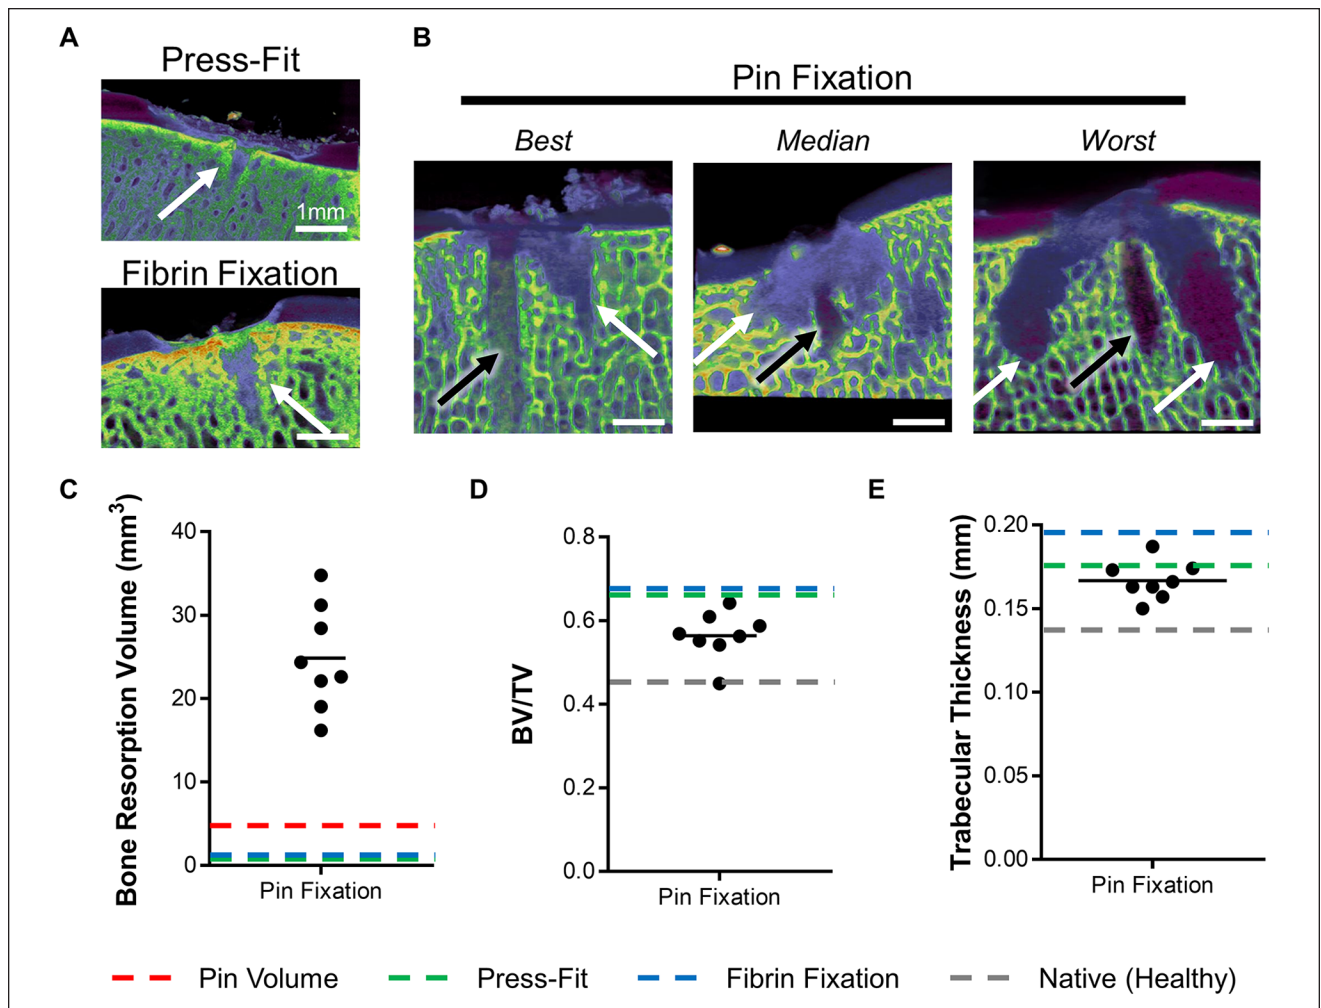 A
Press-Fit
1mm
Fibrin Fixation
B
Pin Fixation
Best
Median
Worst
C
Bone Resorption Volume (mm³)
40
30
20
10
0
Pin Fixation
D
BV/TV
0.8
0.6
0.4
0.2
0.0
Pin Fixation
E
Trabecular Thickness (mm)
0.20
0.15
0.10
0.05
0.00
Pin Fixation
Pin Volume
Press-Fit
Fibrin Fixation
Native (Healthy)